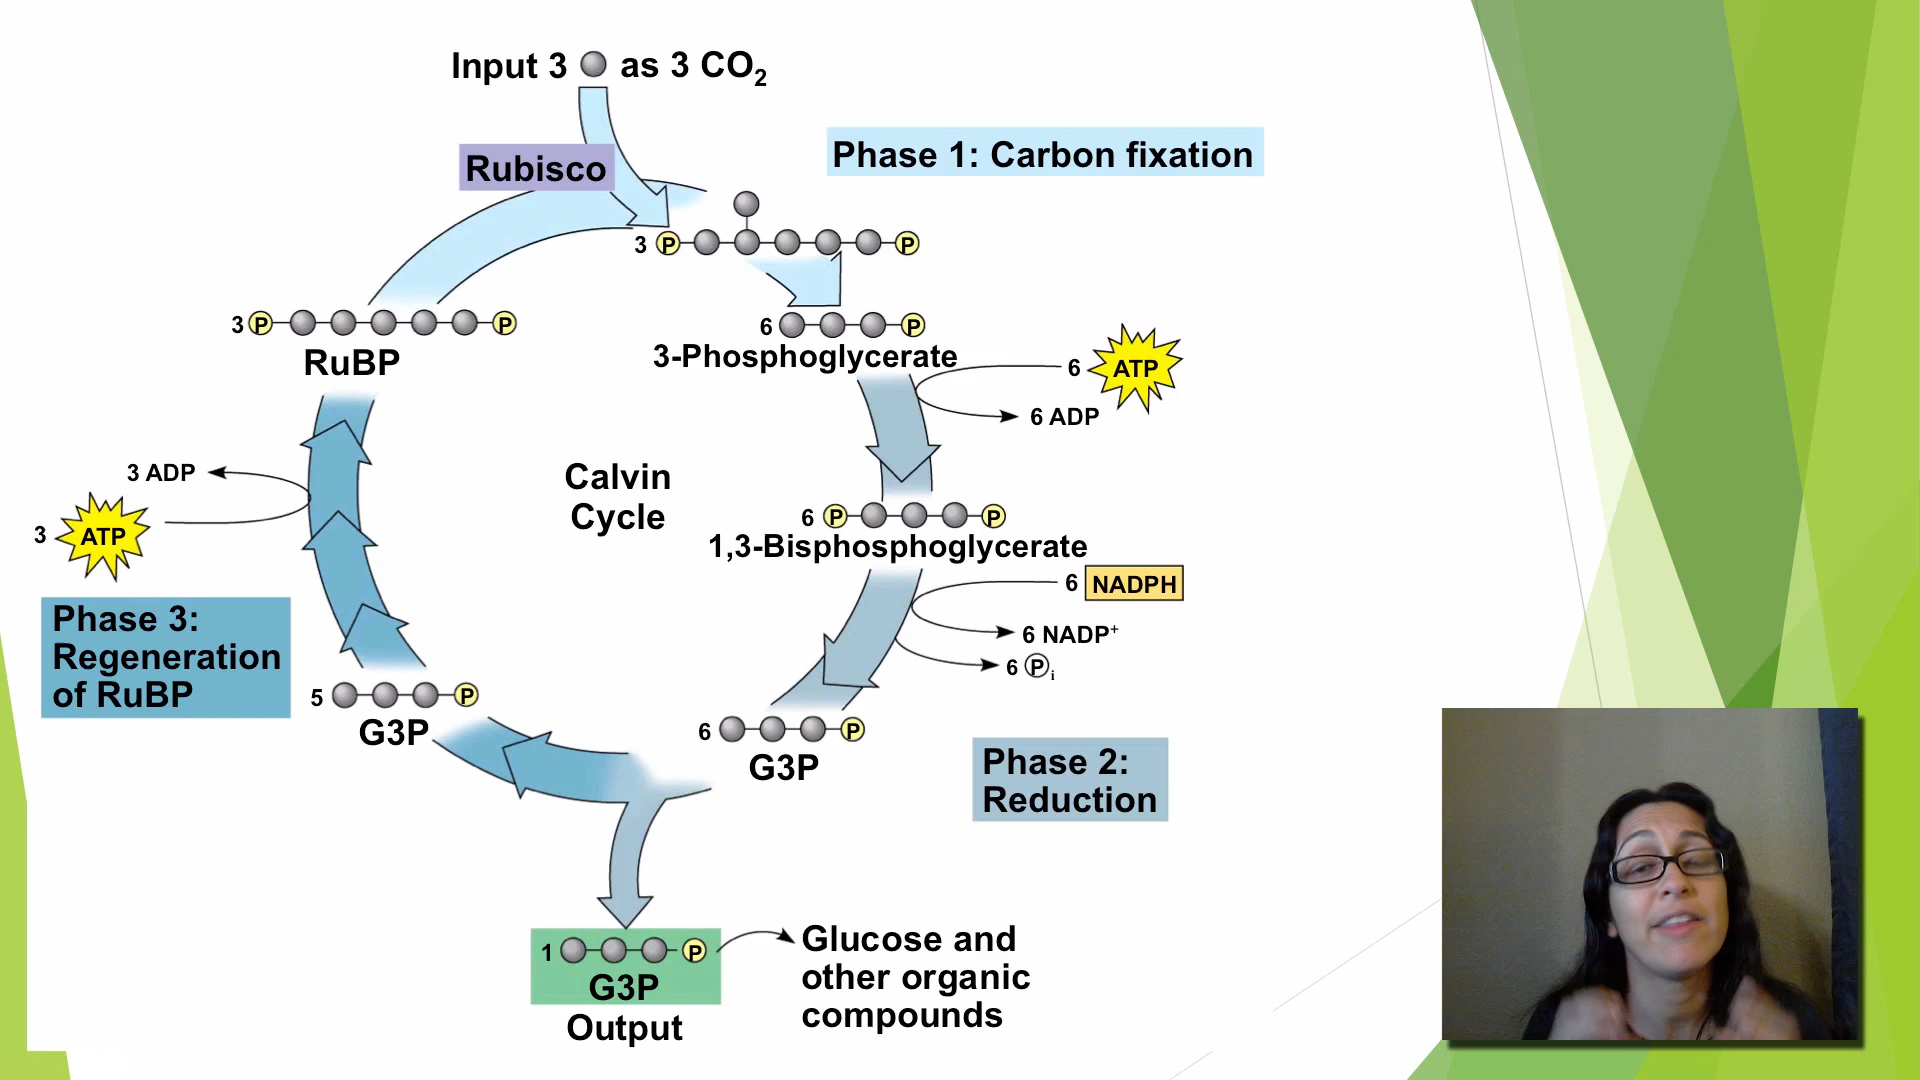 Input 3 as 3 CO₂
Rubisco
Phase 1: Carbon fixation
3 P P
3 P P
RuBP
6 P
3-Phosphoglycerate
6 ATP
6 ADP
3 ADP
3 ATP
Calvin
Cycle
6 P P
1,3-Bisphosphoglycerate
6 NADPH
6 NADP⁺
6 Pᵢ
Phase 3:
Regeneration
of RuBP
5 P
G3P
6 P
G3P
Phase 2:
Reduction
1 P
G3P
Output
Glucose and
other organic
compounds